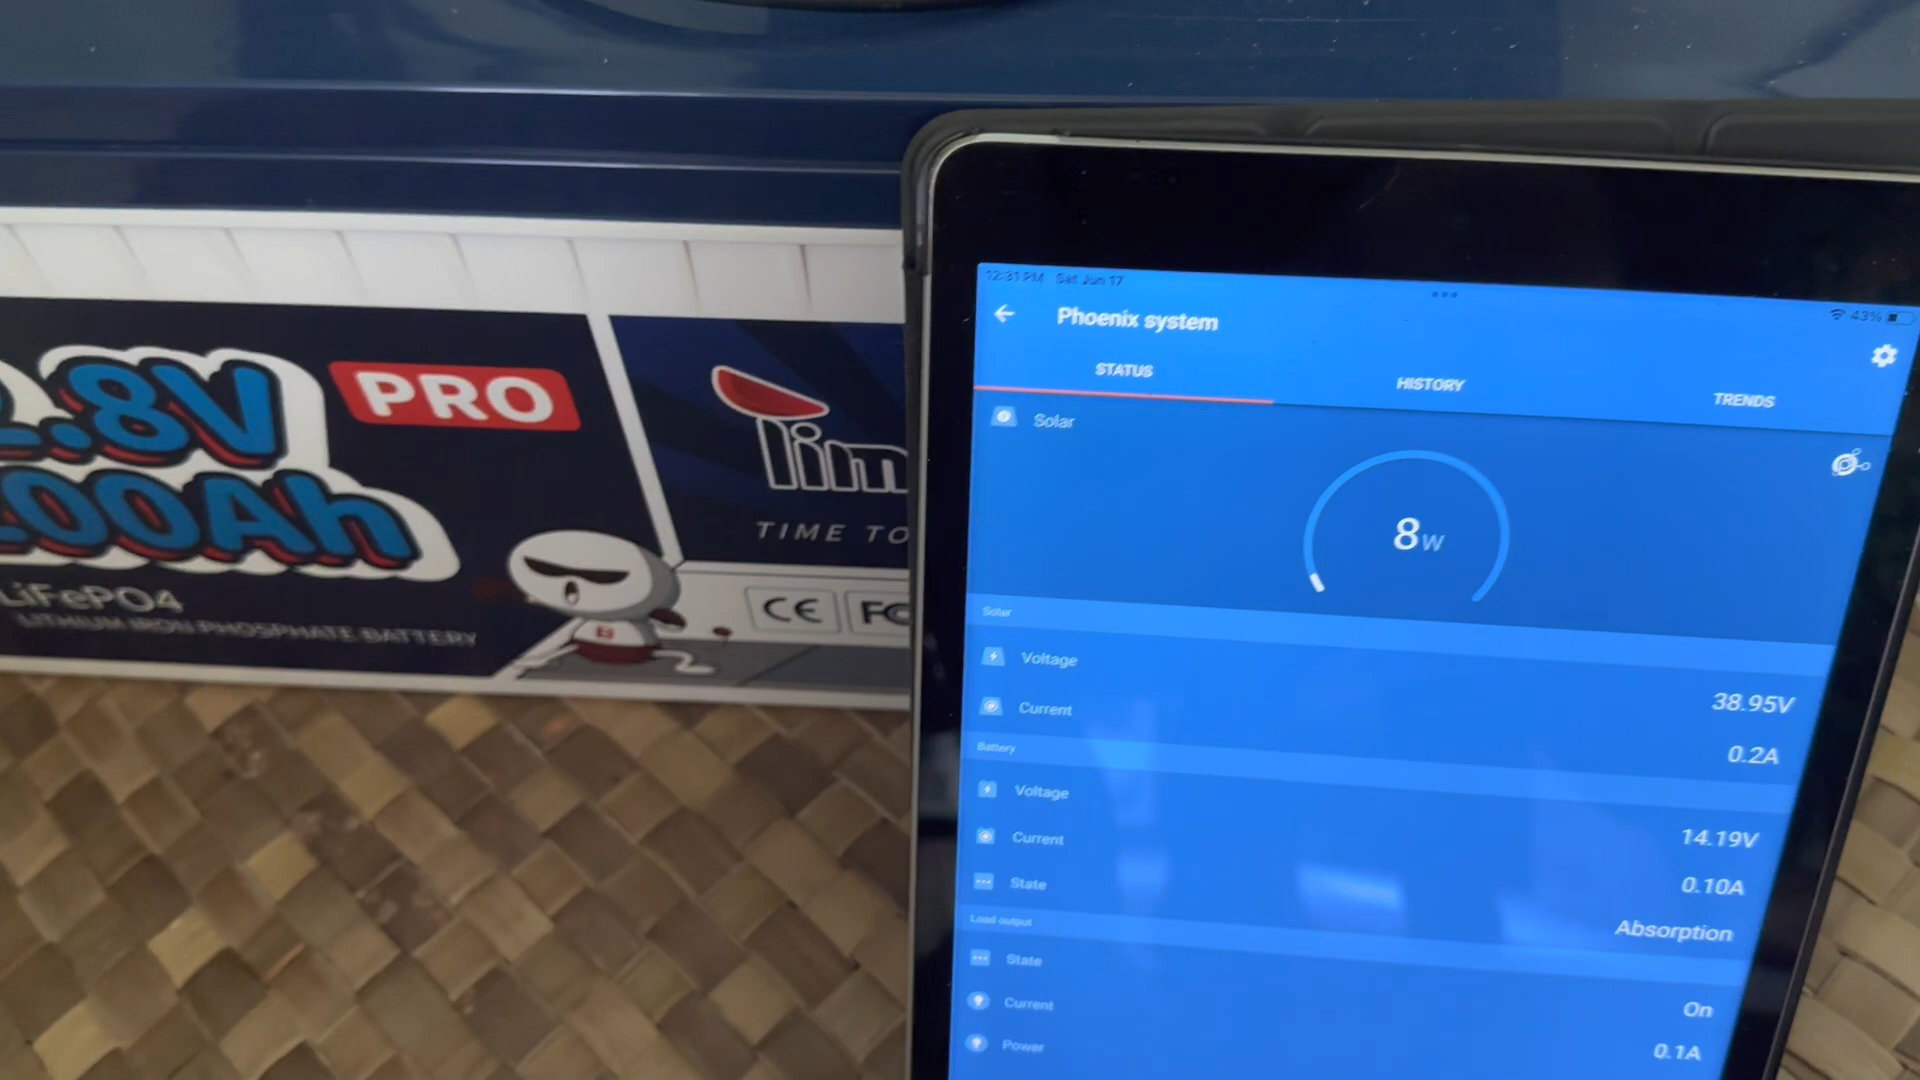 .8V
PRO
00Ah
LiFePO4
LITHIUM IRON PHOSPHATE BATTERY
TIME TO
CE
FC
12:31 PM Sat Jun 17
43%
Phoenix system
STATUS
HISTORY
TRENDS
Solar
8W
Solar
Voltage
38.95V
Current
0.2A
Battery
Voltage
14.19V
Current
0.10A
State
Absorption
Load output
State
On
Current
0.1A
Power